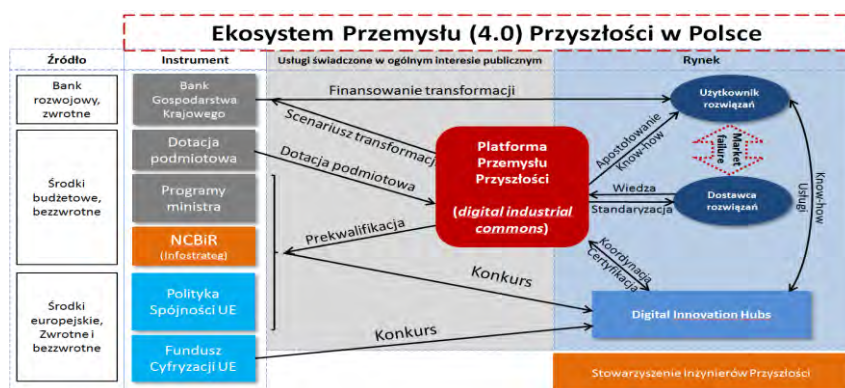 Ekosystem Przemysłu (4.0) Przyszłości w Polsce
Źródło
Instrument
Usługi świadczone w ogólnym interesie publicznym
Rynek
Bank
rozwojowy,
zwrotne
Bank
Gospodarstwa
Krajowego
Finansowanie transformacji
Użytkownik
rozwiązań
Scenariusz transformacj
Apostołowanie
Know-how
Market
failure
Środki
budżetowe,
bezzwrotne
Dotacja
podmiotowa
Dotacja podmiotowa
Platforma
Przemysłu
Przyszłości
(digital industrial
commons)
Wiedza
Standaryzacja
Dostawca
rozwiązań
Know-how
Usługi
Programy
ministra
Prekwalifikacja
NCBiR
(Infostrateg)
Koordynacja
Certyfikacja
Konkurs
Środki
europejskie,
Zwrotne i
bezzwrotne
Polityka
Spójności UE
Digital Innovation Hubs
Konkurs
Fundusz
Cyfryzacji UE
Stowarzyszenie Inżynierów Przyszłości